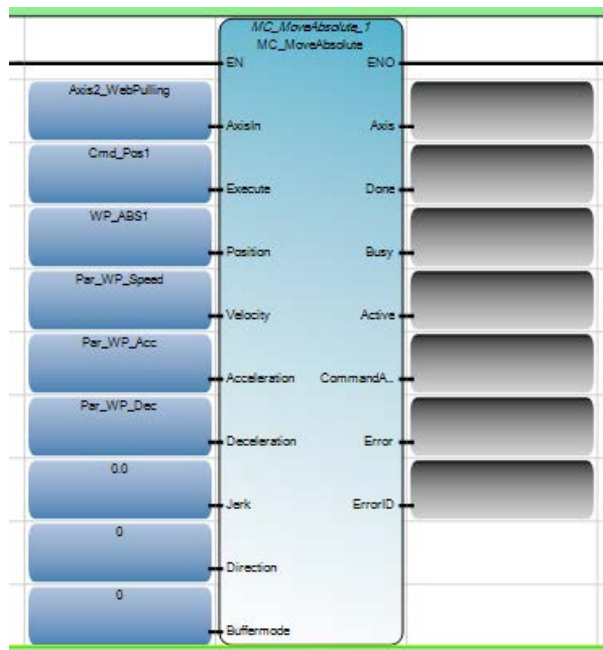 MC_MoveAbsolute_1
MC_MoveAbsolute
EN ENO
Axis2_WebPulling
AxisIn Axis
Cmd_Pos1
Execute Done
WP_ABS1
Position Busy
Par_WP_Speed
Velocity Active
Par_WP_Acc
Acceleration CommandA..
Par_WP_Dec
Deceleration Error
0.0
Jerk ErrorID
0
Direction
0
Buffermode